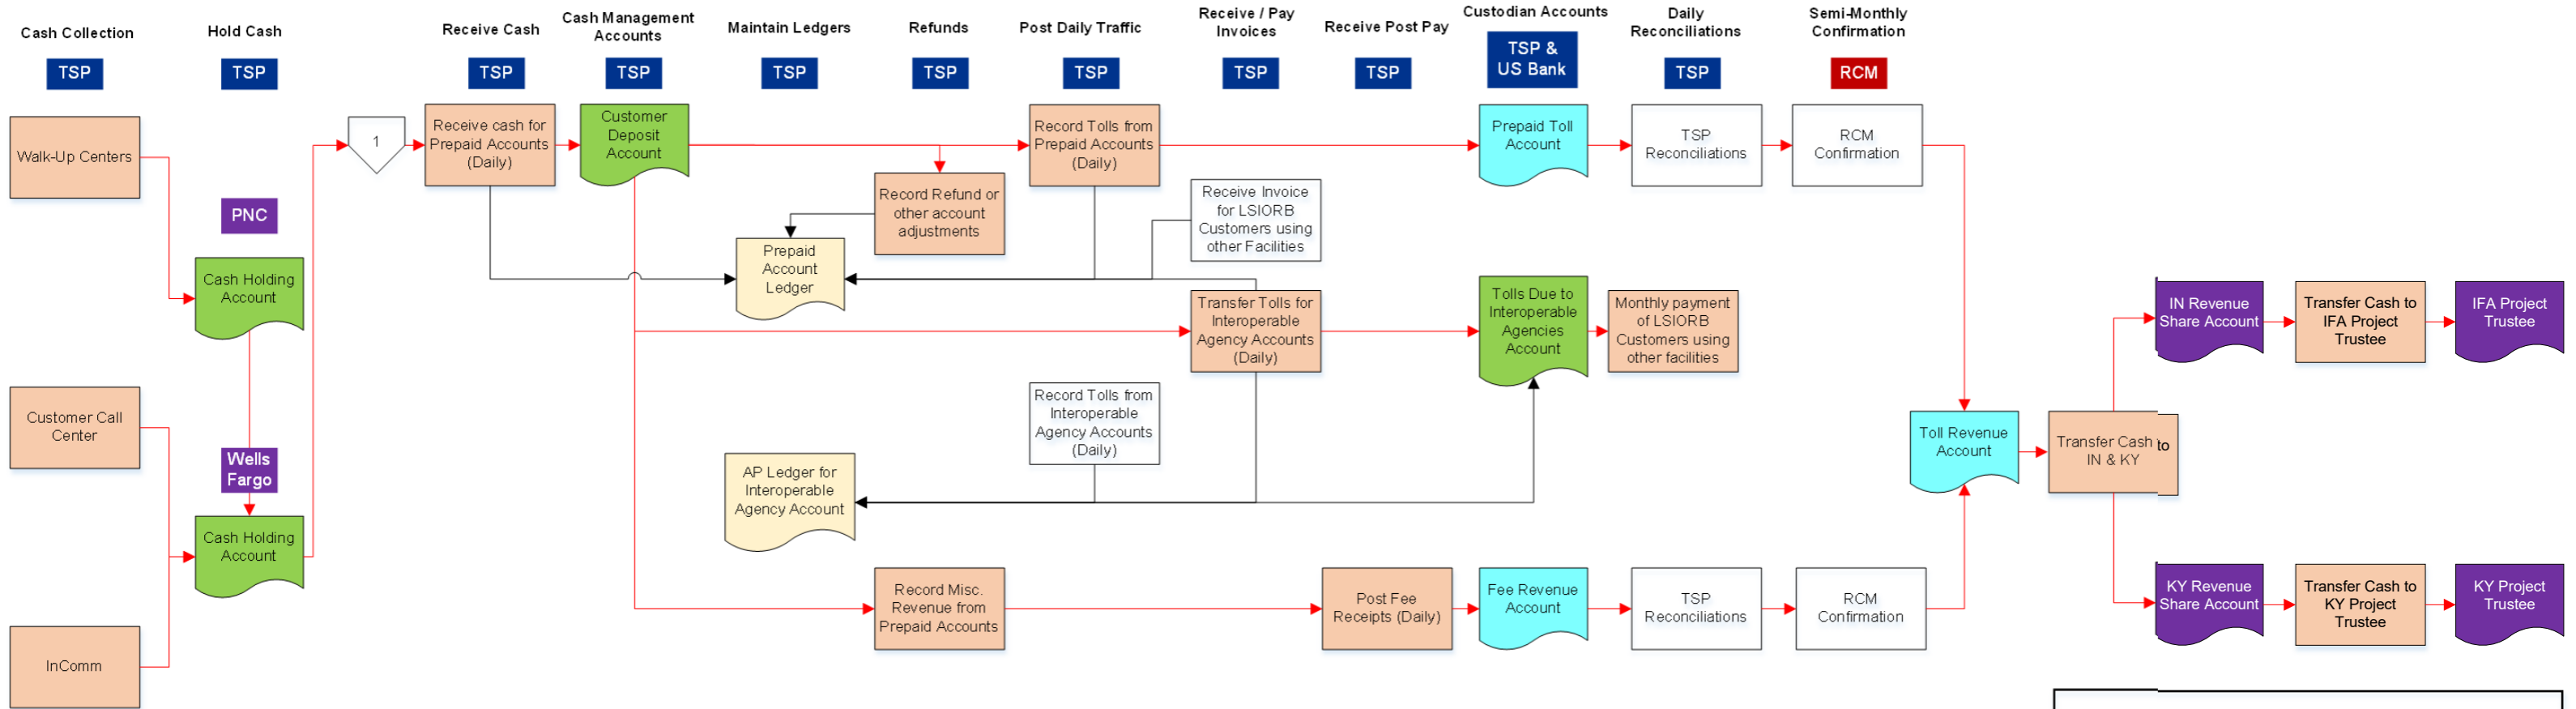 Cash Collection
Hold Cash
Receive Cash
Cash Management
Accounts
Maintain Ledgers
Refunds
Post Daily Traffic
Receive / Pay
Invoices
Receive Post Pay
Custodian Accounts
Daily
Reconciliations
Semi-Monthly
Confirmation
TSP
TSP
TSP
TSP
TSP
TSP
TSP
TSP
TSP
TSP &
US Bank
TSP
RCM
Walk-Up Centers
1
Receive cash for
Prepaid Accounts
(Daily)
Customer
Deposit
Account
Record Tolls from
Prepaid Accounts
(Daily)
Prepaid Toll
Account
TSP
Reconciliations
RCM
Confirmation
PNC
Record Refund or
other account
adjustments
Receive Invoice
for LSIORB
Customers using
other Facilities
Cash Holding
Account
Prepaid
Account
Ledger
Transfer Tolls for
Interoperable
Agency Accounts
(Daily)
Tolls Due to
Interoperable
Agencies
Account
Monthly payment
of LSIORB
Customers using
other facilities
IN Revenue
Share Account
Transfer Cash to
IFA Project
Trustee
IFA Project
Trustee
Customer Call
Center
Record Tolls from
Interoperable
Agency Accounts
(Daily)
Toll Revenue
Account
Transfer Cash to
IN & KY
Wells
Fargo
AP Ledger for
Interoperable
Agency Account
Cash Holding
Account
Record Misc.
Revenue from
Prepaid Accounts
Post Fee
Receipts (Daily)
Fee Revenue
Account
TSP
Reconciliations
RCM
Confirmation
KY Revenue
Share Account
Transfer Cash to
KY Project
Trustee
KY Project
Trustee
InComm